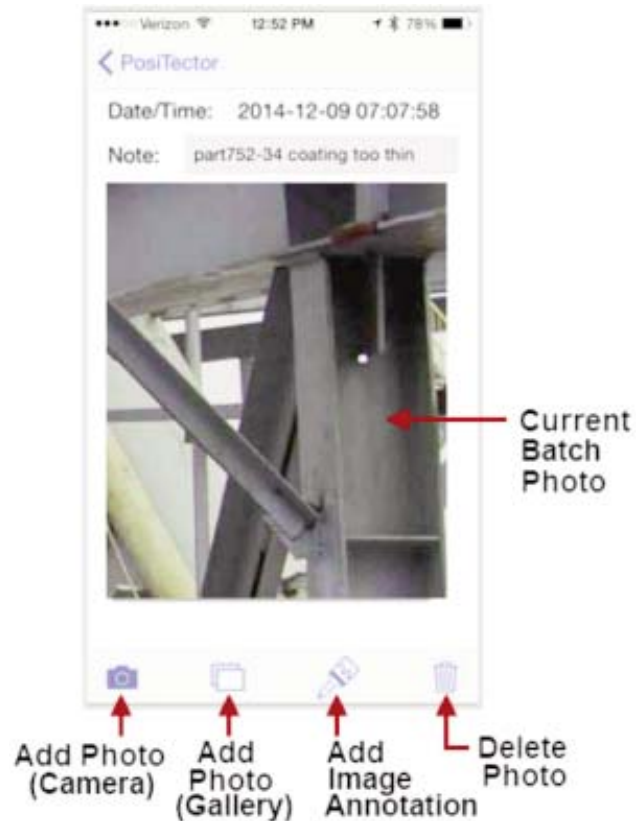 Verizon 12:52 PM 78%
PosiTector
Date/Time: 2014-12-09 07:07:58
Note: part752-34 coating too thin
Current
Batch
Photo
Add Photo
(Camera)
Add
Photo
(Gallery)
Add
Image
Annotation
Delete
Photo